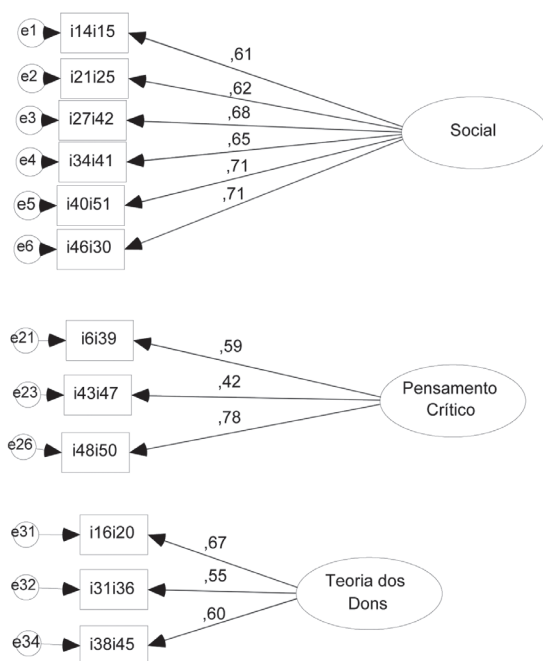 e1
i14i15
,61
e2
i21i25
,62
e3
i27i42
,68
Social
e4
i34i41
,65
e5
i40i51
,71
e6
i46i30
,71
e21
i6i39
,59
e23
i43i47
,42
Pensamento
Crítico
e26
i48i50
,78
e31
i16i20
,67
e32
i31i36
,55
Teoria dos
Dons
e34
i38i45
,60